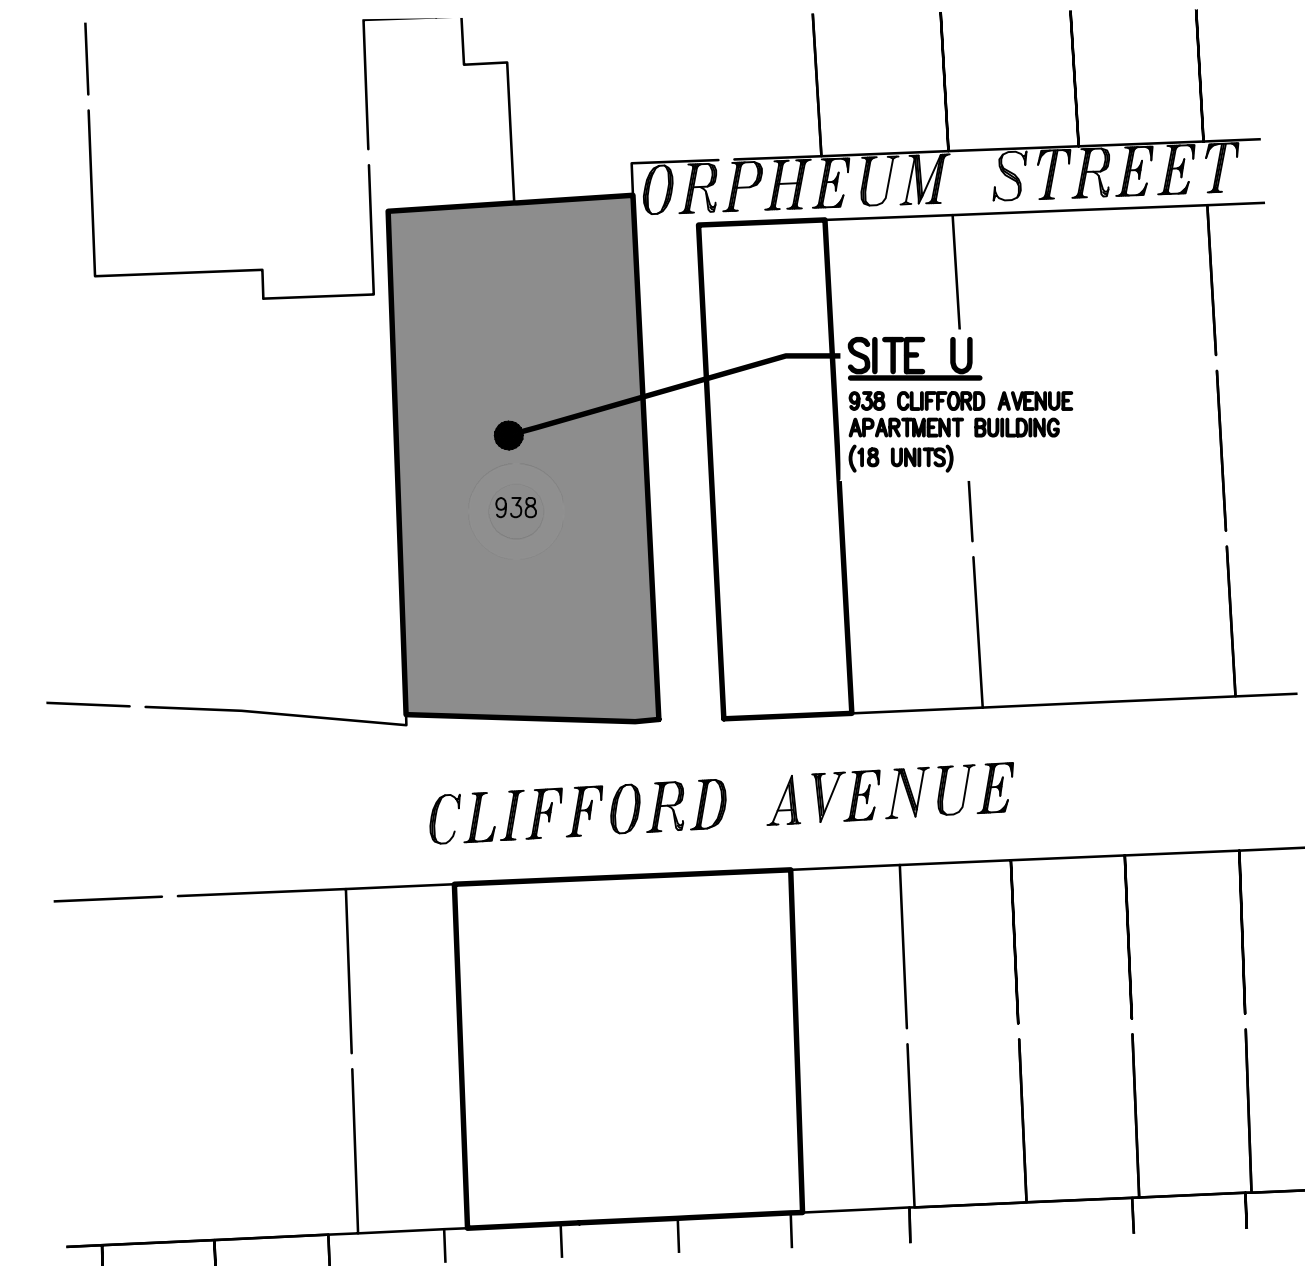 ORPHEUM STREET
SITE U
938 CLIFFORD AVENUE
APARTMENT BUILDING
(18 UNITS)
938
CLIFFORD AVENUE